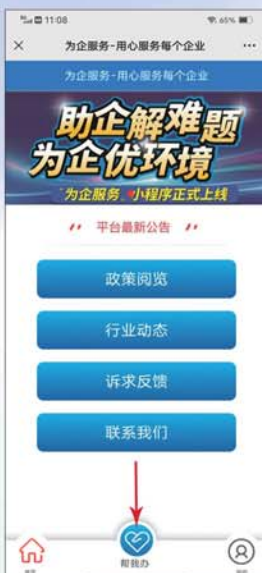 11:08
65%
为企服务-用心服务每个企业
为企服务-用心服务每个企业
助企解难题
为企优环境
为企服务 小程序正式上线
平台最新公告
政策阅览
行业动态
诉求反馈
联系我们
帮我办